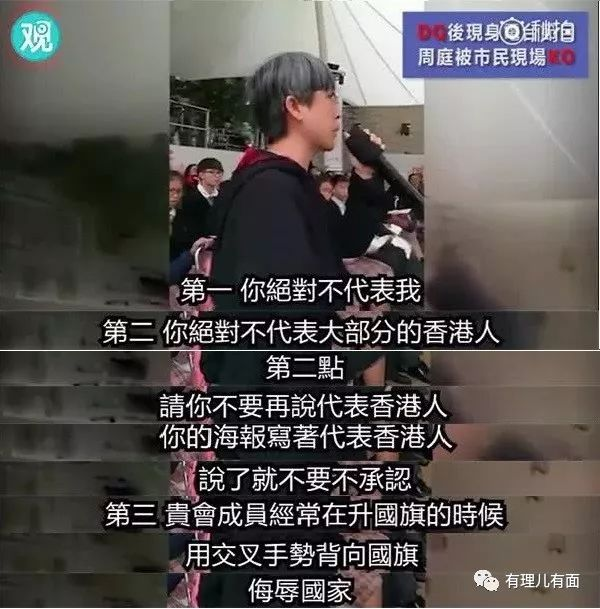 观
DQ後現身
周庭被市民現場KO
秒拍
第一 你絕對不代表我
第二 你絕對不代表大部分的香港人
第二點
請你不要再說代表香港人
你的海報寫著代表香港人
說了就不要不承認
第三 貴會成員經常在升國旗的時候
用交叉手勢背向國旗
侮辱國家
有理儿有面